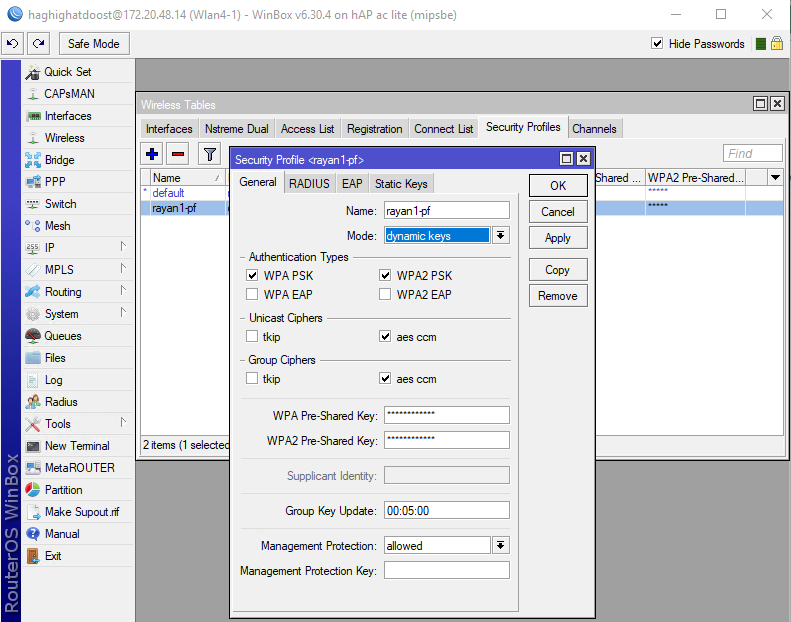 haghighatdoost@172.20.48.14 (Wlan4-1) - WinBox v6.30.4 on hAP ac lite (mipsbe)
Safe Mode
Hide Passwords
RouterOS WinBox
Quick Set
CAPsMAN
Interfaces
Wireless
Bridge
PPP
Switch
Mesh
IP
MPLS
Routing
System
Queues
Files
Log
Radius
Tools
New Terminal
MetaROUTER
Partition
Make Supout.rif
Manual
Exit
Wireless Tables
Interfaces Nstreme Dual Access List Registration Connect List Security Profiles Channels
Find
Name / Shared ... WPA2 Pre-Shared...
* default *****
rayan1-pf *****
2 items (1 selected
Security Profile <rayan1-pf>
General RADIUS EAP Static Keys
Name: rayan1-pf
Mode: dynamic keys
Authentication Types
WPA PSK WPA2 PSK
WPA EAP WPA2 EAP
Unicast Ciphers
tkip aes ccm
Group Ciphers
tkip aes ccm
WPA Pre-Shared Key: ************
WPA2 Pre-Shared Key: ************
Supplicant Identity:
Group Key Update: 00:05:00
Management Protection: allowed
Management Protection Key:
OK
Cancel
Apply
Copy
Remove